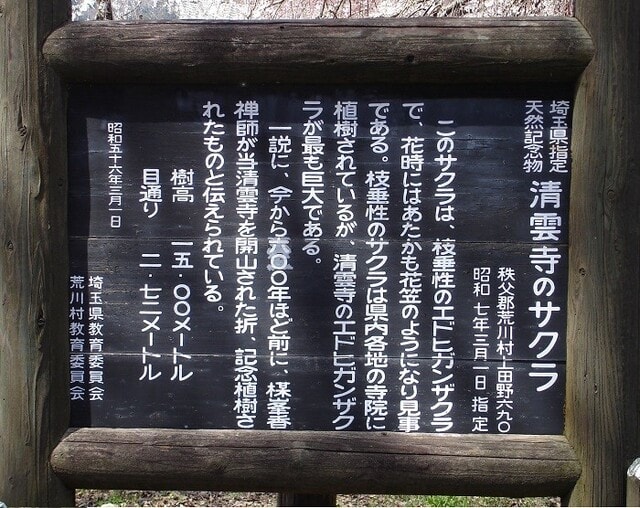 埼玉県指定
天然記念物
清雲寺のサクラ
秩父郡荒川村上田野六九〇
昭和 七年三月一日 指定
このサクラは、枝垂性のエドヒガンザクラ
で、花時にはあたかも花笠のようになり見事
である。枝垂性のサクラは県内各地の寺院に
植樹されているが、清雲寺のエドヒガンザク
ラが最も巨大である。
一説に、今から六〇〇年ほど前に、楳峯香
禅師が当清雲寺を開山された折、記念植樹さ
れたものと伝えられている。
樹高 一五・〇〇メートル
目通り 二・七二メートル
昭和五十六年三月一日
埼玉県教育委員会
荒川村教育委員会